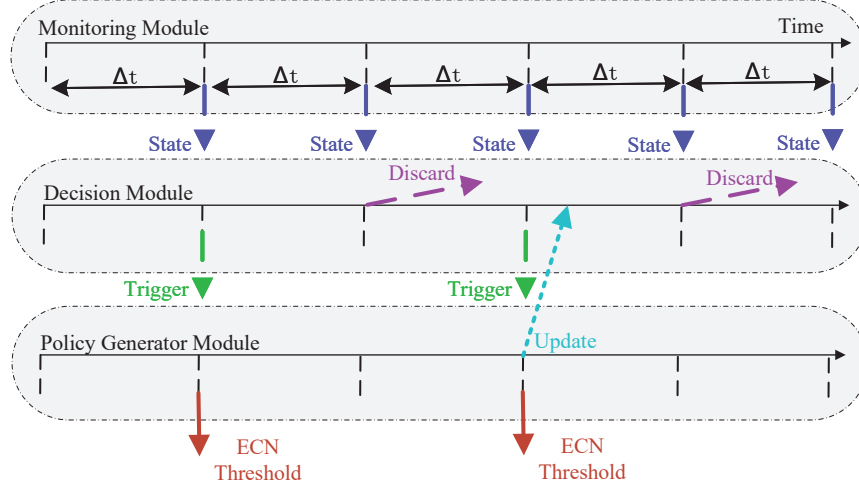 Monitoring Module Time
Δt Δt Δt Δt Δt
State State State State State
Discard Discard
Decision Module
Trigger Trigger
Policy Generator Module Update
ECN ECN
Threshold Threshold